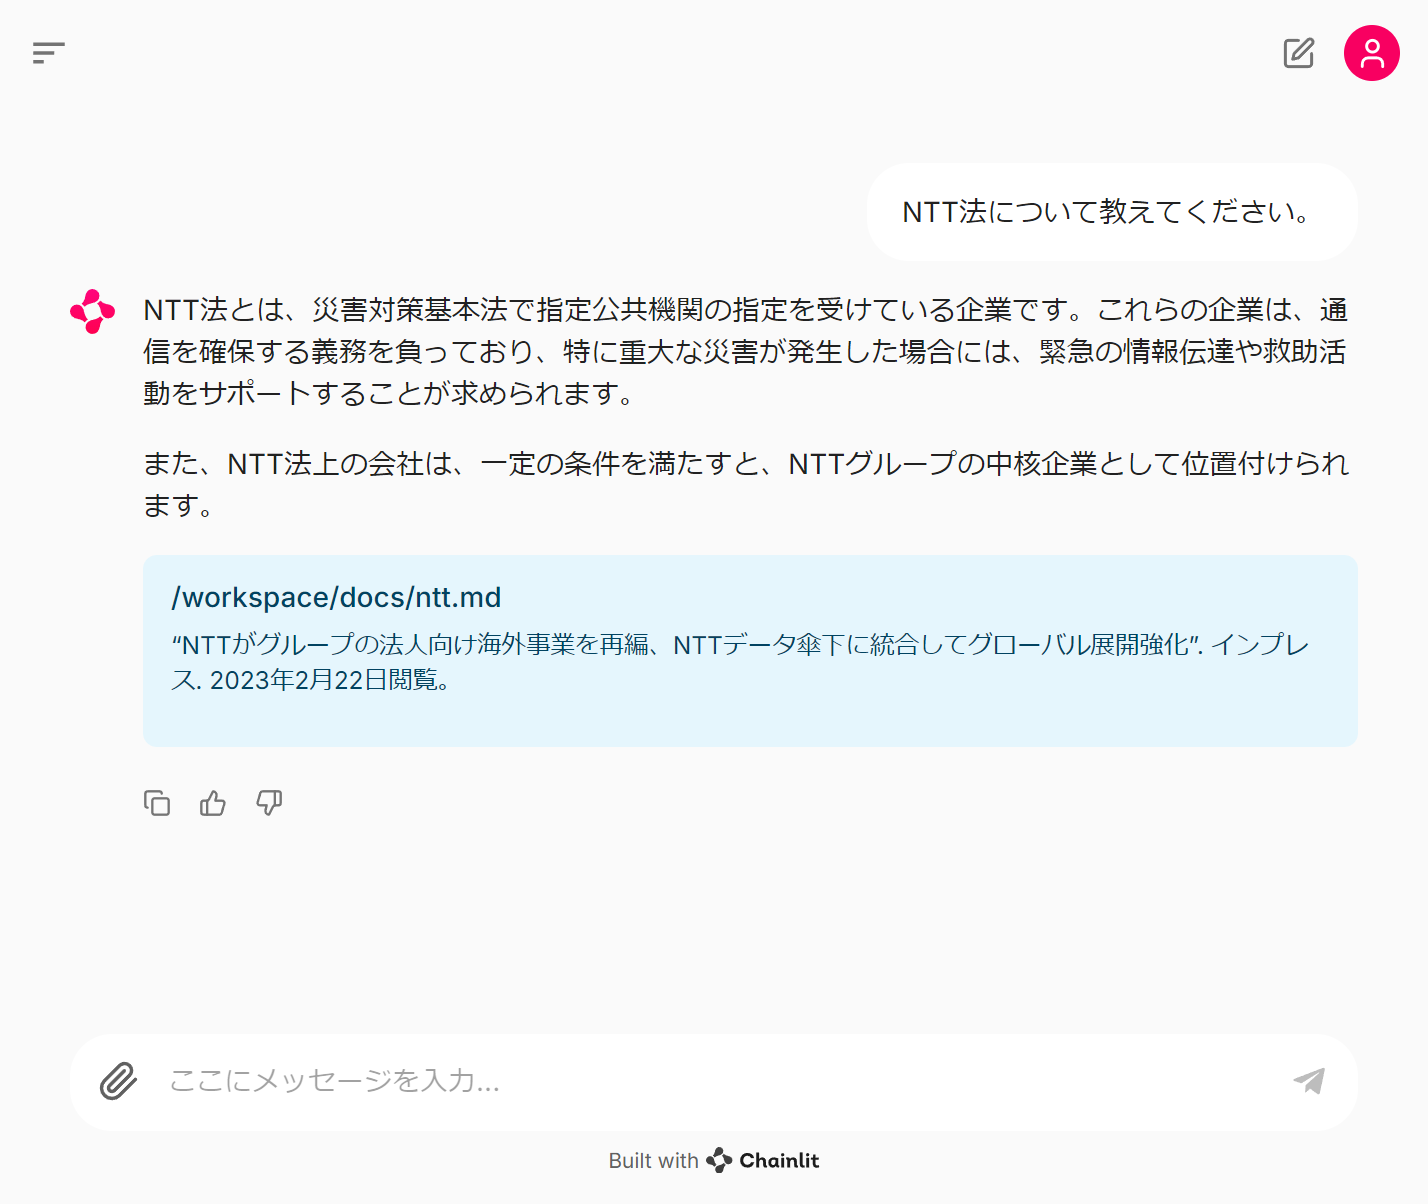 NTT法について教えてください。
NTT法とは、災害対策基本法で指定公共機関の指定を受けている企業です。これらの企業は、通
信を確保する義務を負っており、特に重大な災害が発生した場合には、緊急の情報伝達や救助活
動をサポートすることが求められます。
また、NTT法上の会社は、一定の条件を満たすと、NTTグループの中核企業として位置付けられ
ます。
/workspace/docs/ntt.md
“NTTがグループの法人向け海外事業を再編、NTTデータ傘下に統合してグローバル展開強化”. インプレ
ス. 2023年2月22日閲覧。
ここにメッセージを入力...
Built with Chainlit